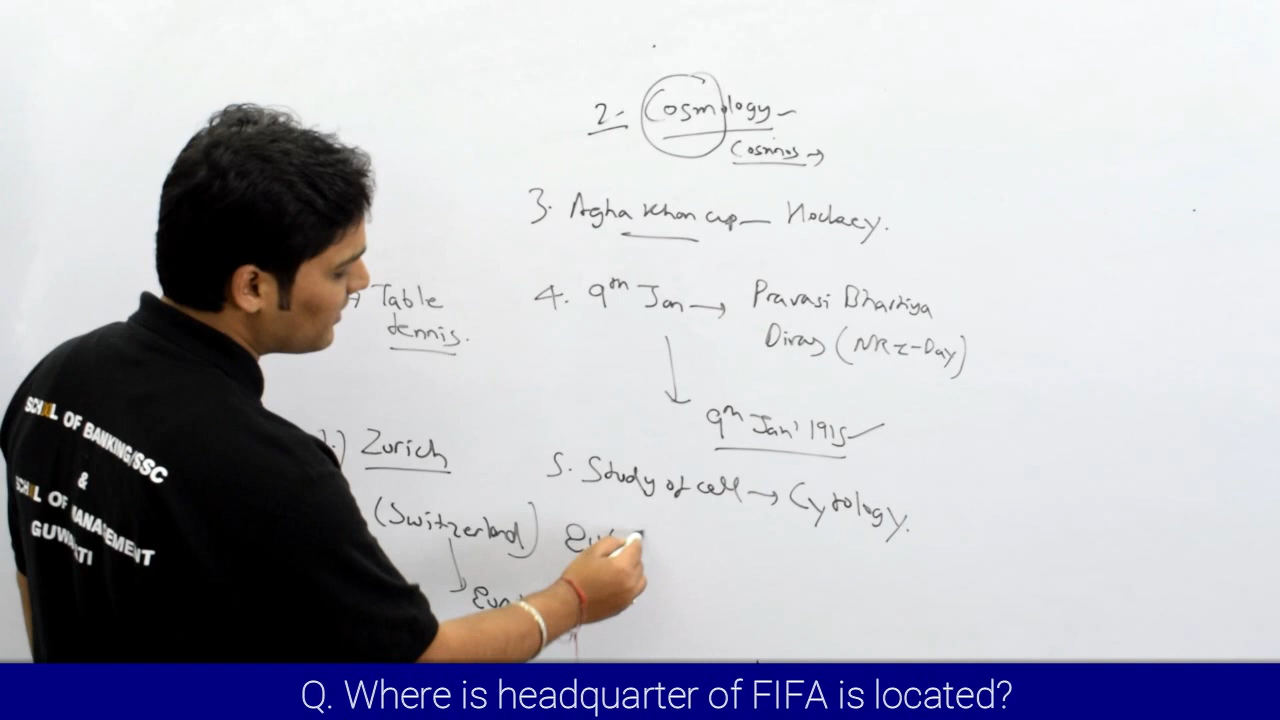 2. Cosmology
Cosmos →
3. Agha Khan cup — Hockey.
Table
tennis.
4. 9th Jan → Pravasi Bhartiya
Divas (NRI-Day)
9th Jan' 1915
Zurich
(Switzerland)
5. Study of cell → Cytology.
SCHOOL OF BANKING/SSC
&
SCHOOL OF MANAGEMENT
GUWAHATI
Q. Where is headquarter of FIFA is located?